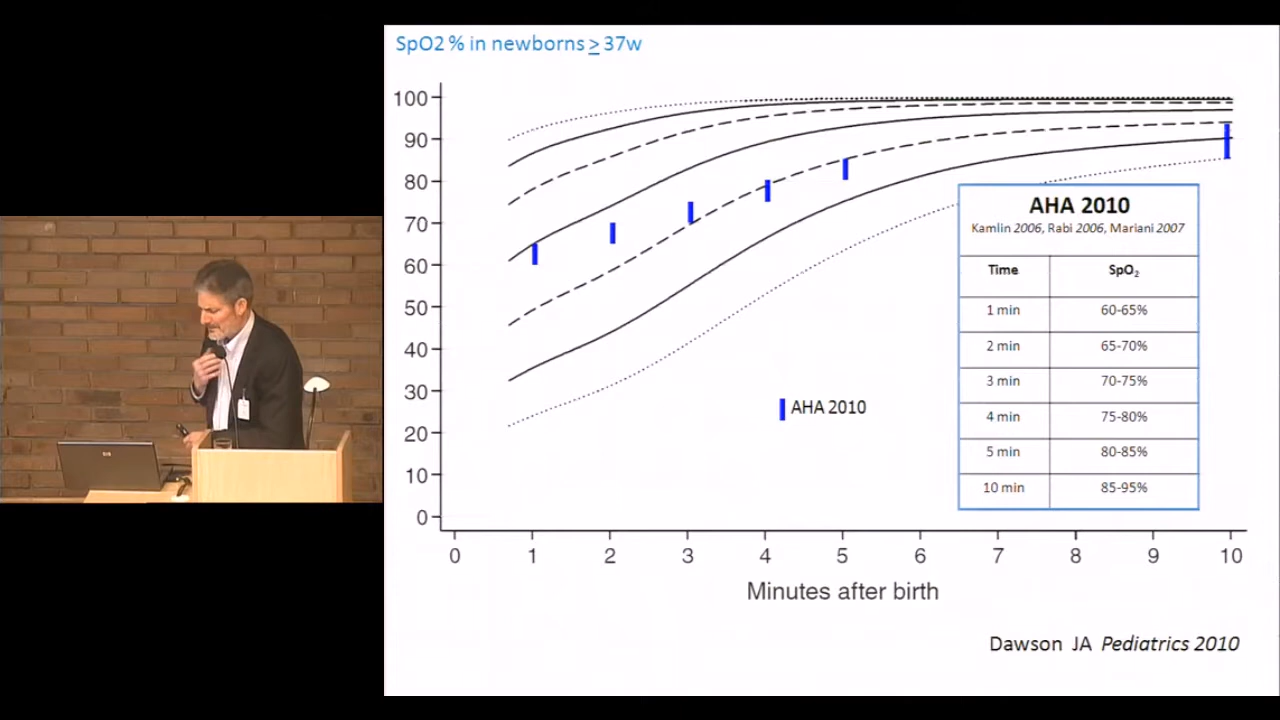 SpO2 % in newborns ≥ 37w
100
90
80
70
60
50
40
30
20
10
0
0 1 2 3 4 5 6 7 8 9 10
Minutes after birth
AHA 2010
AHA 2010
Kamlin 2006, Rabi 2006, Mariani 2007
Time SpO₂
1 min 60-65%
2 min 65-70%
3 min 70-75%
4 min 75-80%
5 min 80-85%
10 min 85-95%
Dawson JA Pediatrics 2010